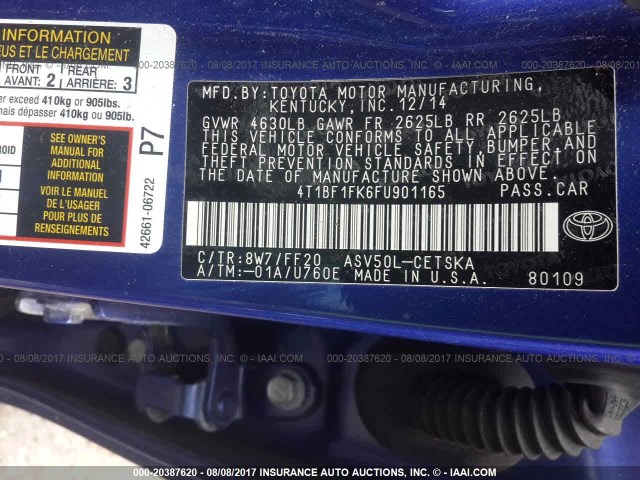 INFORMATION
EUS ET LE CHARGEMENT
FRONT AVANT: 2
REAR ARRIÈRE: 3
er exceed 410kg or 905lbs.
mais dépasser 410kg ou 905lb.
SEE OWNER'S
MANUAL FOR
ADDITIONAL
INFORMATION
VOIR LE MANUEL
DE L'USAGER
POUR PLUS DE
RENSEIGNEMENTS
P7
42661-06722
MFD.BY:TOYOTA MOTOR MANUFACTURING,
KENTUCKY, INC. 12/14
GVWR 4630LB GAWR FR 2625LB RR 2625LB
THIS VEHICLE CONFORMS TO ALL APPLICABLE
FEDERAL MOTOR VEHICLE SAFETY, BUMPER, AND
THEFT PREVENTION STANDARDS IN EFFECT ON
THE DATE OF MANUFACTURE SHOWN ABOVE.
4T1BF1FK6FU901165 PASS.CAR
C/TR:8W7/FF20 ASV50L-CETSKA
A/TM:-01A/U760E MADE IN U.S.A.
80109
TOYOTA
000-20387620 - 08/08/2017 INSURANCE AUTO AUCTIONS, INC. - © IAAI.COM